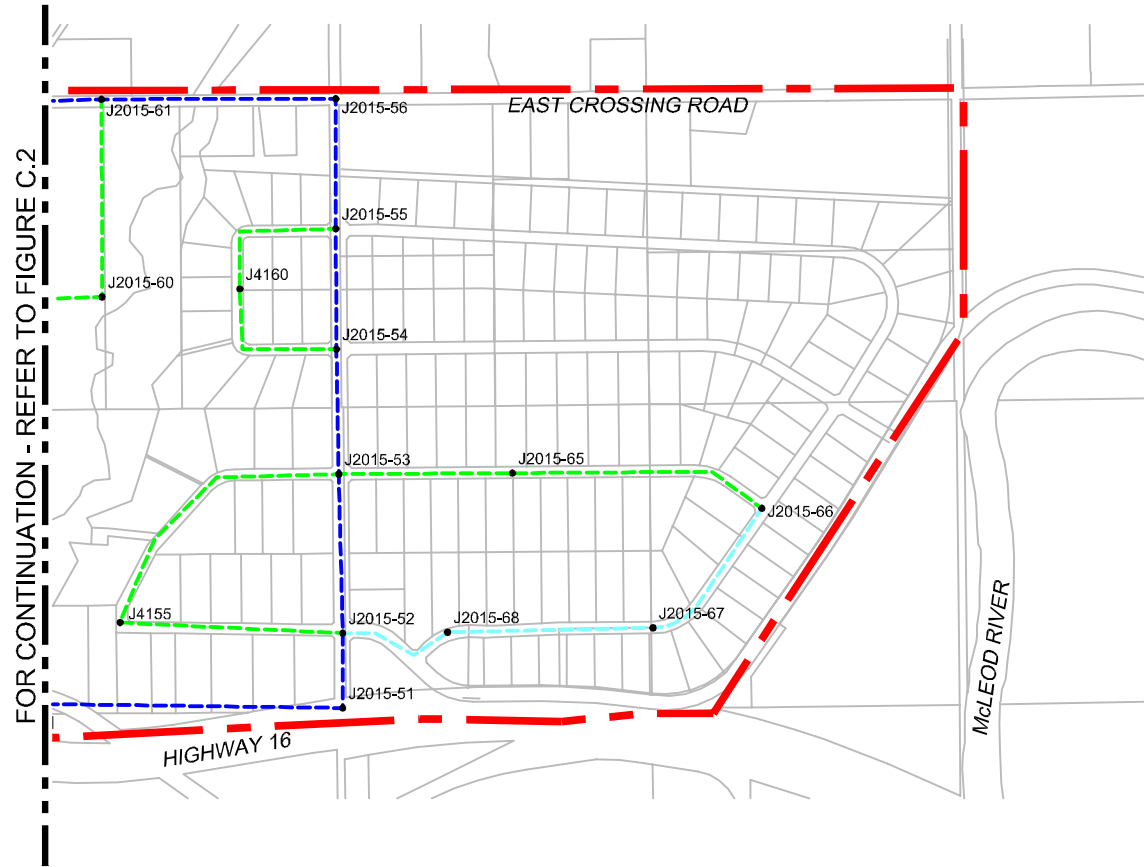 FOR CONTINUATION - REFER TO FIGURE C.2
J2015-61
J2015-56
EAST CROSSING ROAD
J2015-55
J4160
J2015-60
J2015-54
J2015-53
J2015-65
J2015-66
J4155
J2015-52
J2015-68
J2015-67
J2015-51
HIGHWAY 16
McLEOD RIVER